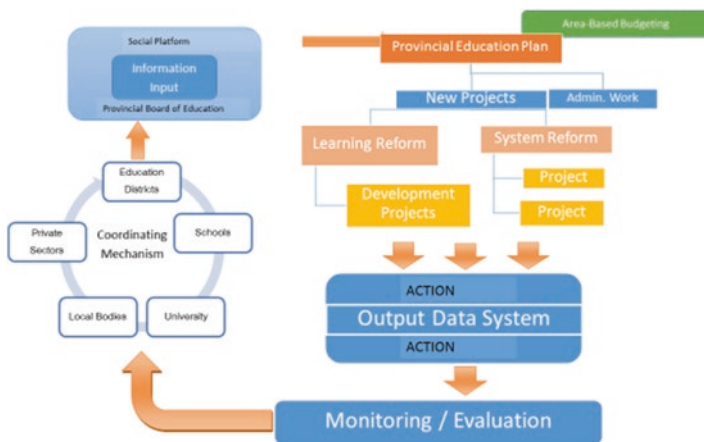 Social Platform
Information
Input
Provincial Board of Education
Education
Districts
Private
Sectors
Coordinating
Mechanism
Schools
Local Bodies
University
Area-Based Budgeting
Provincial Education Plan
New Projects
Admin. Work
Learning Reform
System Reform
Development
Projects
Project
Project
ACTION
Output Data System
ACTION
Monitoring / Evaluation